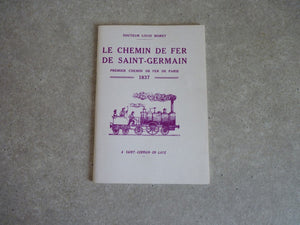 DOCTEUR LOUIS BORET
LE CHEMIN DE FER
DE SAINT-GERMAIN
PREMIER CHEMIN DE FER DE PARIS
1837
A SAINT-GERMAIN-EN-LAYE